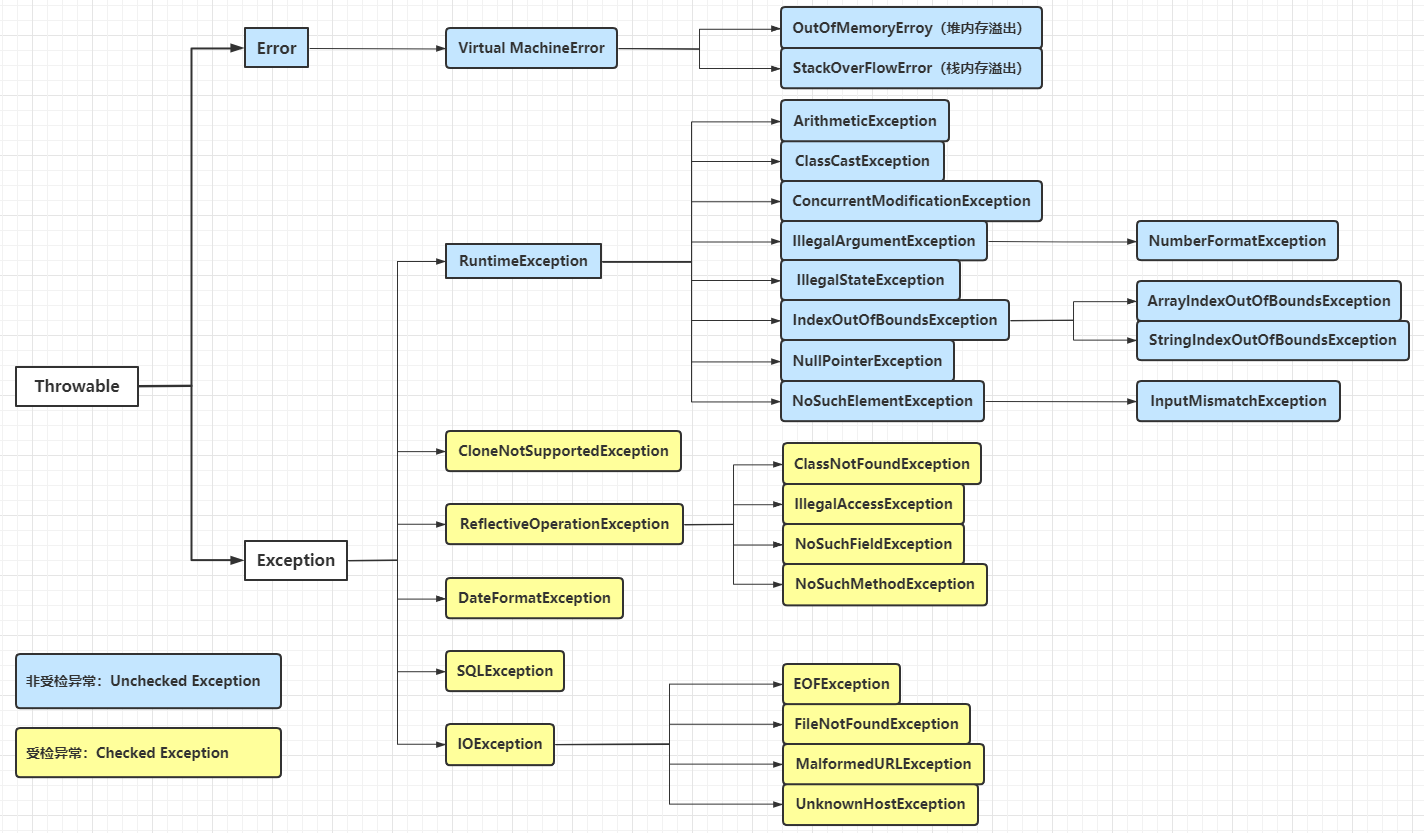 Error
Virtual MachineError
OutOfMemoryErroy（堆内存溢出）
StackOverFlowError（栈内存溢出）
ArithmeticException
ClassCastException
ConcurrentModificationException
IllegalArgumentException
NumberFormatException
RuntimeException
IllegalStateException
IndexOutOfBoundsException
ArrayIndexOutOfBoundsException
StringIndexOutOfBoundsException
NullPointerException
NoSuchElementException
InputMismatchException
Throwable
CloneNotSupportedException
ReflectiveOperationException
ClassNotFoundException
IllegalAccessException
NoSuchFieldException
NoSuchMethodException
Exception
DateFormatException
SQLException
IOException
EOFException
FileNotFoundException
MalformedURLException
UnknownHostException
非受检异常：Unchecked Exception
受检异常：Checked Exception